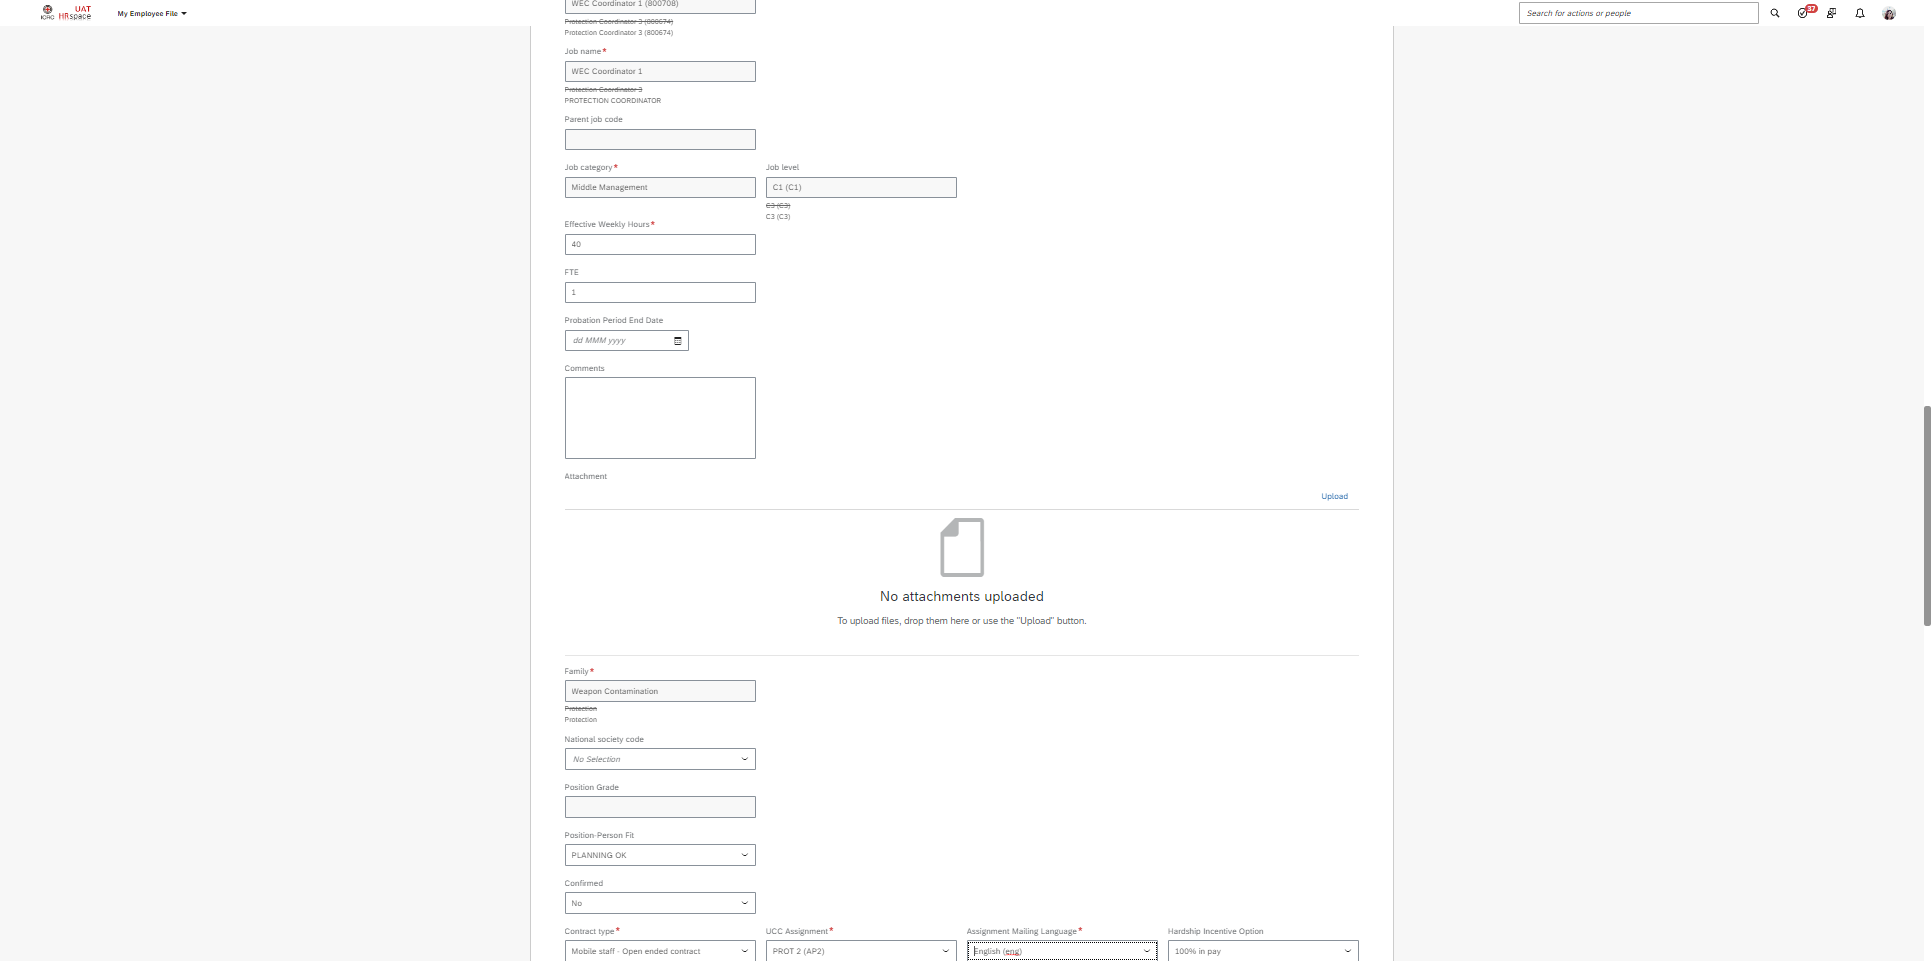 ICRC UAT HRspace My Employee File Search for actions or people 37
WEC Coordinator 1 (800708)
Protection Coordinator 3 (800674)
Protection Coordinator 3 (800674)
Job name*
WEC Coordinator 1
Protection Coordinator 3
PROTECTION COORDINATOR
Parent job code
Job category* Job level
Middle Management C1 (C1)
C3 (C3)
C3 (C3)
Effective Weekly Hours*
40
FTE
1
Probation Period End Date
dd MMM yyyy
Comments
Attachment
Upload
No attachments uploaded
To upload files, drop them here or use the "Upload" button.
Family*
Weapon Contamination
Protection
Protection
National society code
No Selection
Position Grade
Position-Person Fit
PLANNING OK
Confirmed
No
Contract type* UCC Assignment* Assignment Mailing Language* Hardship Incentive Option
Mobile staff - Open ended contract PROT 2 (AP2) English (eng) 100% in pay